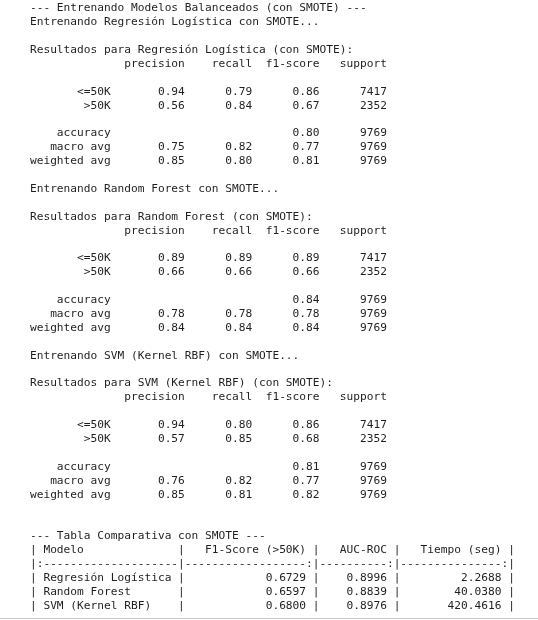 --- Entrenando Modelos Balanceados (con SMOTE) ---
Entrenando Regresión Logística con SMOTE...
Resultados para Regresión Logística (con SMOTE):
              precision    recall  f1-score   support
       <=50K       0.94      0.79      0.86      7417
        >50K       0.56      0.84      0.67      2352
    accuracy                           0.80      9769
   macro avg       0.75      0.82      0.77      9769
weighted avg       0.85      0.80      0.81      9769
Entrenando Random Forest con SMOTE...
Resultados para Random Forest (con SMOTE):
              precision    recall  f1-score   support
       <=50K       0.89      0.89      0.89      7417
        >50K       0.66      0.66      0.66      2352
    accuracy                           0.84      9769
   macro avg       0.78      0.78      0.78      9769
weighted avg       0.84      0.84      0.84      9769
Entrenando SVM (Kernel RBF) con SMOTE...
Resultados para SVM (Kernel RBF) (con SMOTE):
              precision    recall  f1-score   support
       <=50K       0.94      0.80      0.86      7417
        >50K       0.57      0.85      0.68      2352
    accuracy                           0.81      9769
   macro avg       0.76      0.82      0.77      9769
weighted avg       0.85      0.81      0.82      9769
--- Tabla Comparativa con SMOTE ---
| Modelo              |   F1-Score (>50K) |   AUC-ROC |   Tiempo (seg) |
|:--------------------|------------------:|----------:|---------------:|
| Regresión Logística |            0.6729 |    0.8996 |         2.2688 |
| Random Forest       |            0.6597 |    0.8839 |        40.0380 |
| SVM (Kernel RBF)    |            0.6800 |    0.8976 |       420.4616 |